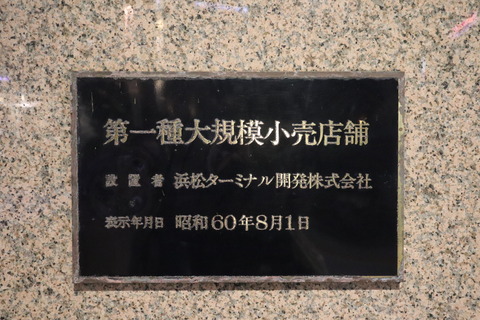 第一種大規模小売店舗
設置者 浜松ターミナル開発株式会社
表示年月日 昭和60年8月1日